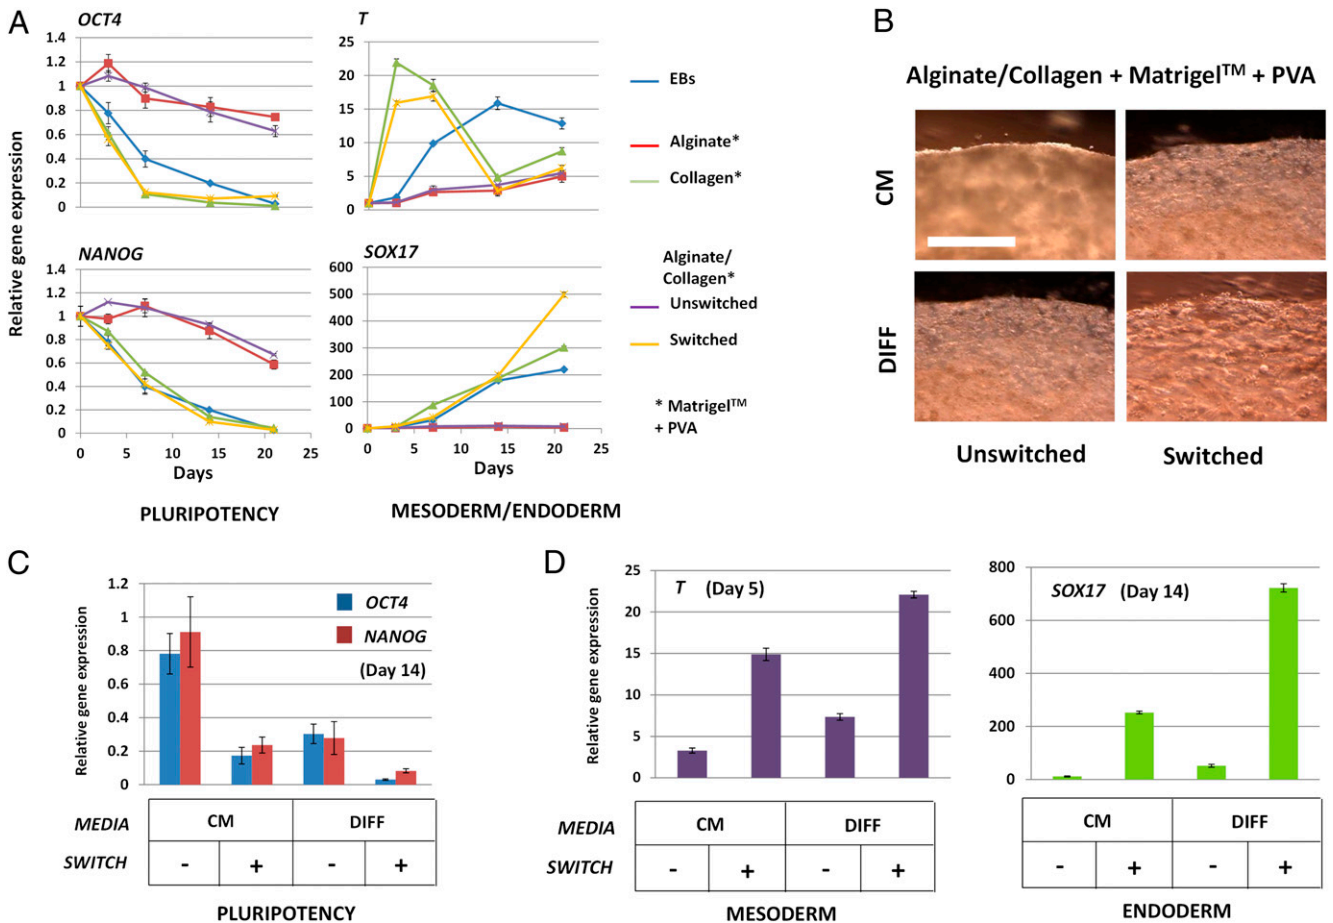 A
OCT4
Relative gene expression
1.4
1.2
1
0.8
0.6
0.4
0.2
0
0 5 10 15 20 25
T
25
20
15
10
5
0
0 5 10 15 20 25
NANOG
1.4
1.2
1
0.8
0.6
0.4
0.2
0
0 5 10 15 20 25
Days
PLURIPOTENCY
SOX17
600
500
400
300
200
100
0
0 5 10 15 20 25
Days
MESODERM/ENDODERM
EBs
Alginate*
Collagen*
Alginate/
Collagen*
Unswitched
Switched
* Matrigel™
+ PVA
B
Alginate/Collagen + Matrigel™ + PVA
CM
DIFF
Unswitched Switched
C
Relative gene expression
1.2
1
0.8
0.6
0.4
0.2
0
OCT4
NANOG
(Day 14)
MEDIA CM DIFF
SWITCH - + - +
PLURIPOTENCY
D
Relative gene expression
25
20
15
10
5
0
T (Day 5)
MEDIA CM DIFF
SWITCH - + - +
MESODERM
800
600
400
200
0
SOX17 (Day 14)
CM DIFF
- + - +
ENDODERM